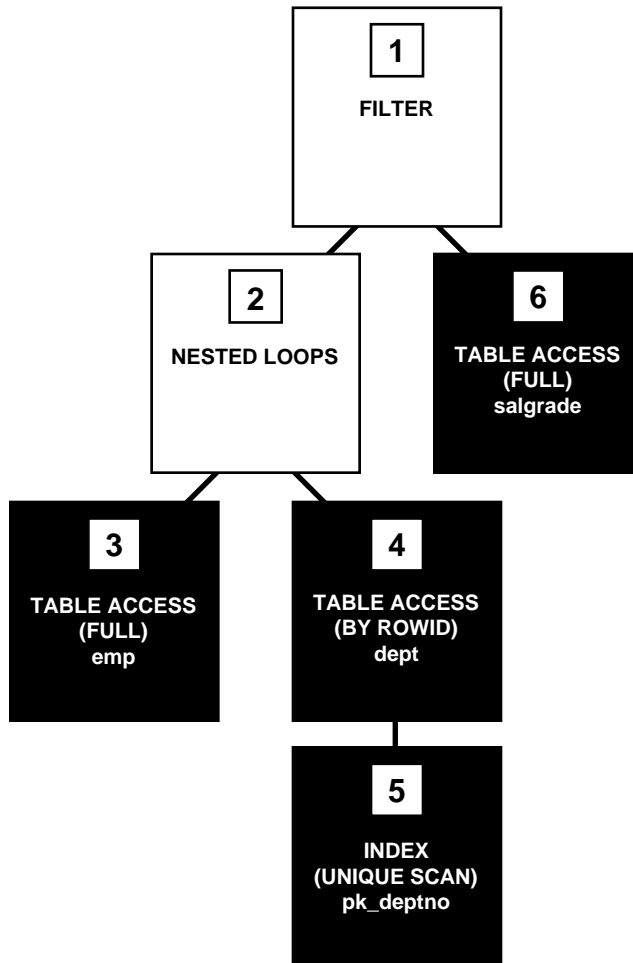 1
FILTER
2
NESTED LOOPS
6
TABLE ACCESS
(FULL)
salgrade
3
TABLE ACCESS
(FULL)
emp
4
TABLE ACCESS
(BY ROWID)
dept
5
INDEX
(UNIQUE SCAN)
pk_deptno